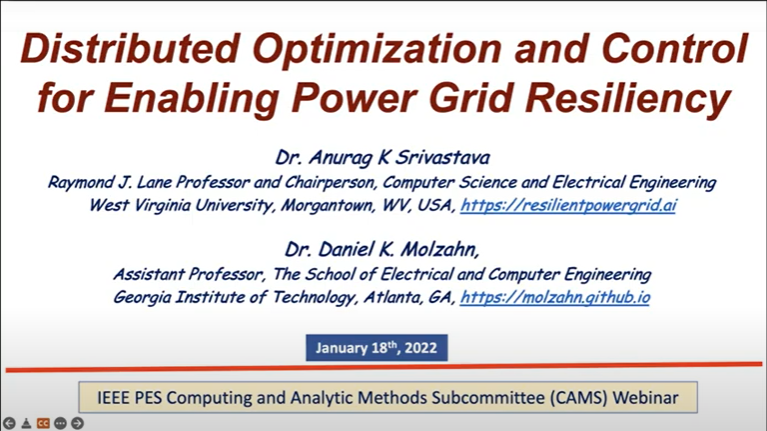 Distributed Optimization and Control
for Enabling Power Grid Resiliency
Dr. Anurag K Srivastava
Raymond J. Lane Professor and Chairperson, Computer Science and Electrical Engineering
West Virginia University, Morgantown, WV, USA, https://resilientpowergrid.ai
Dr. Daniel K. Molzahn,
Assistant Professor, The School of Electrical and Computer Engineering
Georgia Institute of Technology, Atlanta, GA, https://molzahn.github.io
January 18th, 2022
IEEE PES Computing and Analytic Methods Subcommittee (CAMS) Webinar
CC